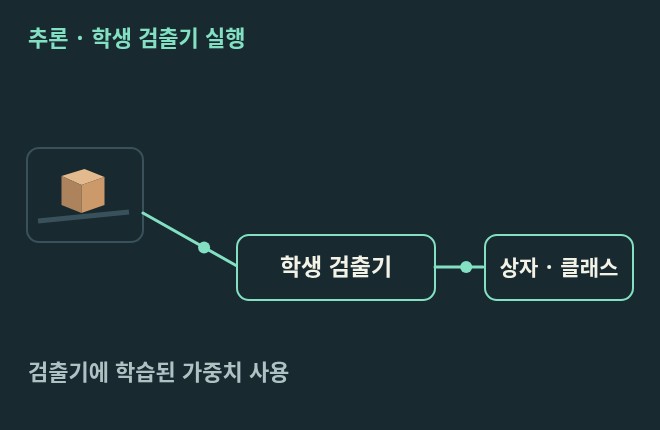 추론 · 학생 검출기 실행
학생 검출기
상자 · 클래스
검출기에 학습된 가중치 사용